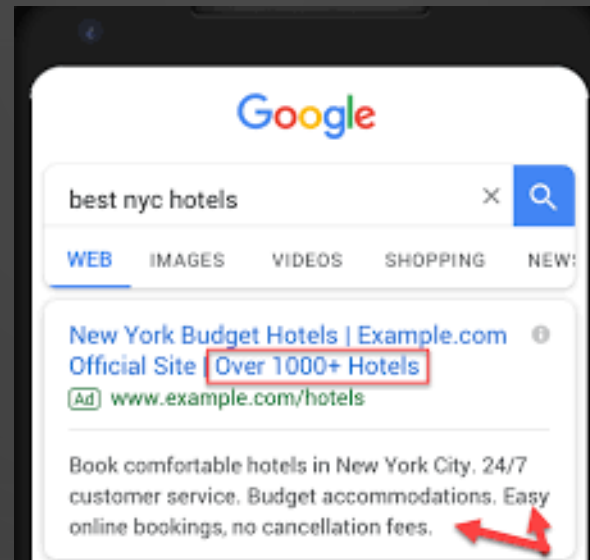 Google
best nyc hotels ×
WEB IMAGES VIDEOS SHOPPING NEWS
New York Budget Hotels | Example.com
Official Site | Over 1000+ Hotels
Ad www.example.com/hotels
Book comfortable hotels in New York City. 24/7
customer service. Budget accommodations. Easy
online bookings, no cancellation fees.